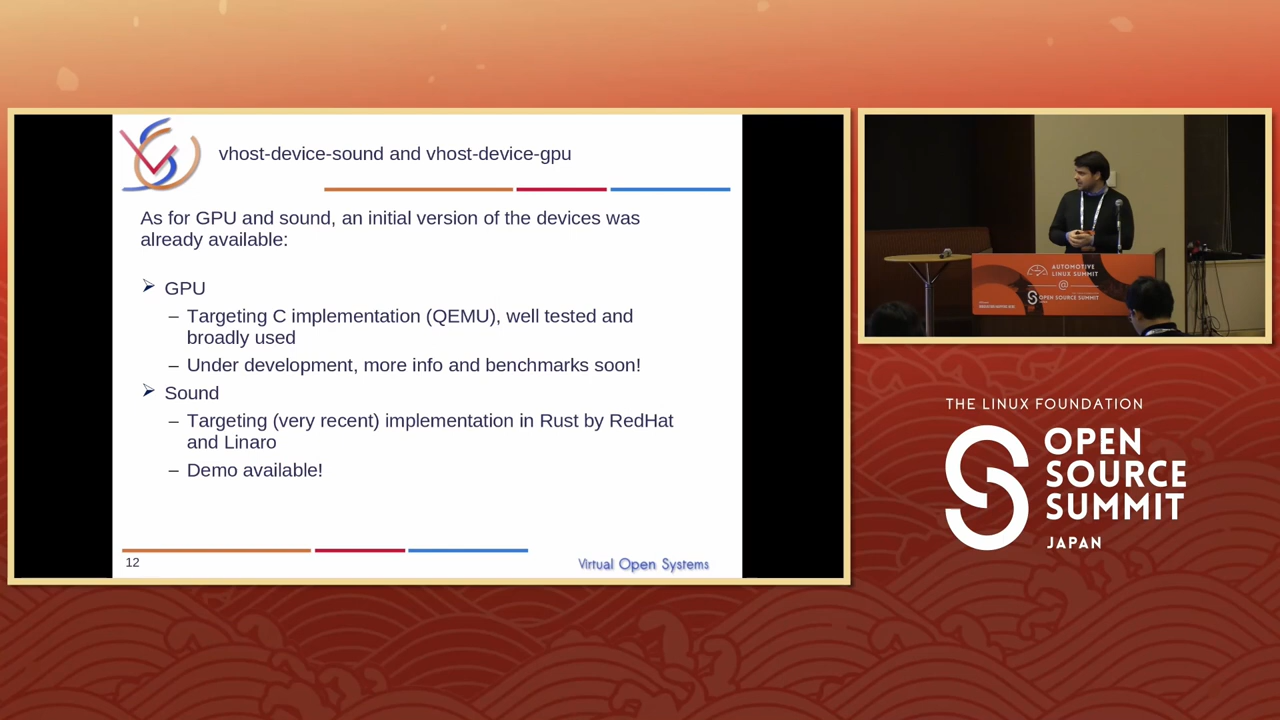 vhost-device-sound and vhost-device-gpu
As for GPU and sound, an initial version of the devices was
already available:
GPU
– Targeting C implementation (QEMU), well tested and
broadly used
– Under development, more info and benchmarks soon!
Sound
– Targeting (very recent) implementation in Rust by RedHat
and Linaro
– Demo available!
12
Virtual Open Systems
AUTOMOTIVE
LINUX SUMMIT
@
OPEN SOURCE SUMMIT
THE LINUX FOUNDATION
OPEN
SOURCE
SUMMIT
JAPAN